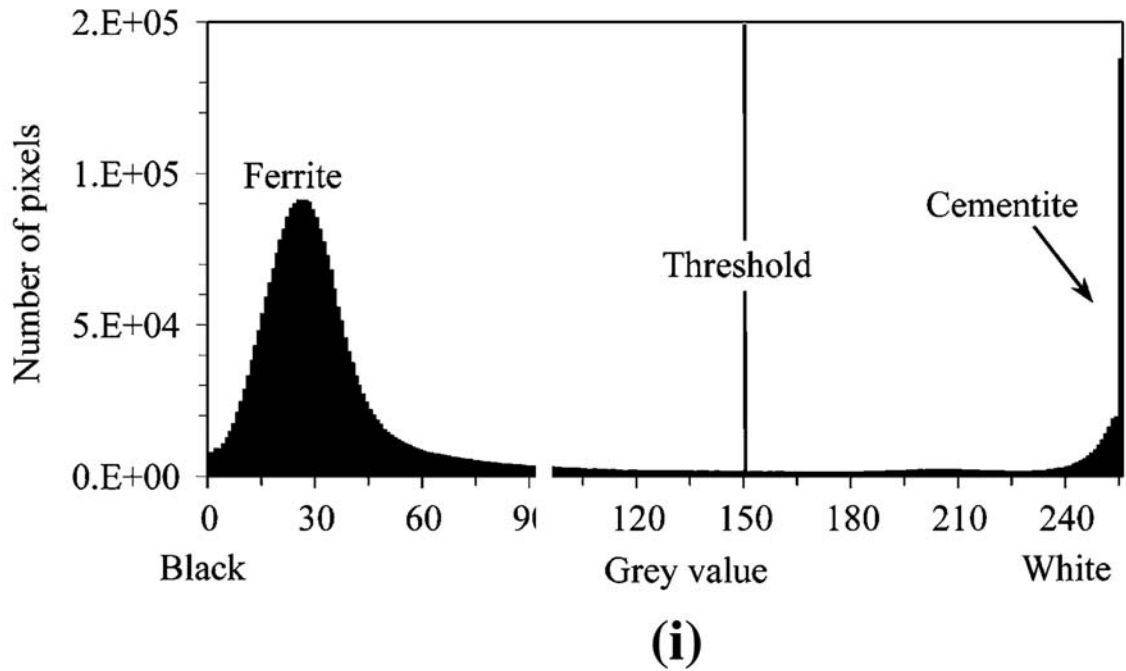 2.E+05
1.E+05
5.E+04
0.E+00
Number of pixels
Ferrite
Threshold
Cementite
0 30 60 90 120 150 180 210 240
Black Grey value White
(i)